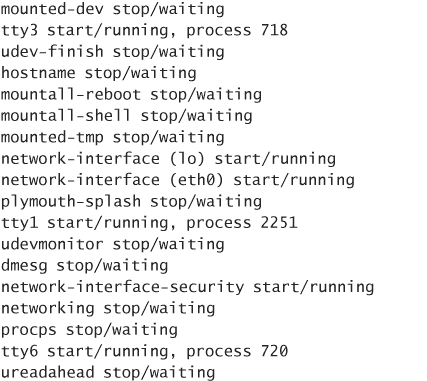 mounted-dev stop/waiting
tty3 start/running, process 718
udev-finish stop/waiting
hostname stop/waiting
mountall-reboot stop/waiting
mountall-shell stop/waiting
mounted-tmp stop/waiting
network-interface (lo) start/running
network-interface (eth0) start/running
plymouth-splash stop/waiting
tty1 start/running, process 2251
udevmonitor stop/waiting
dmesg stop/waiting
network-interface-security start/running
networking stop/waiting
procps stop/waiting
tty6 start/running, process 720
ureadahead stop/waiting